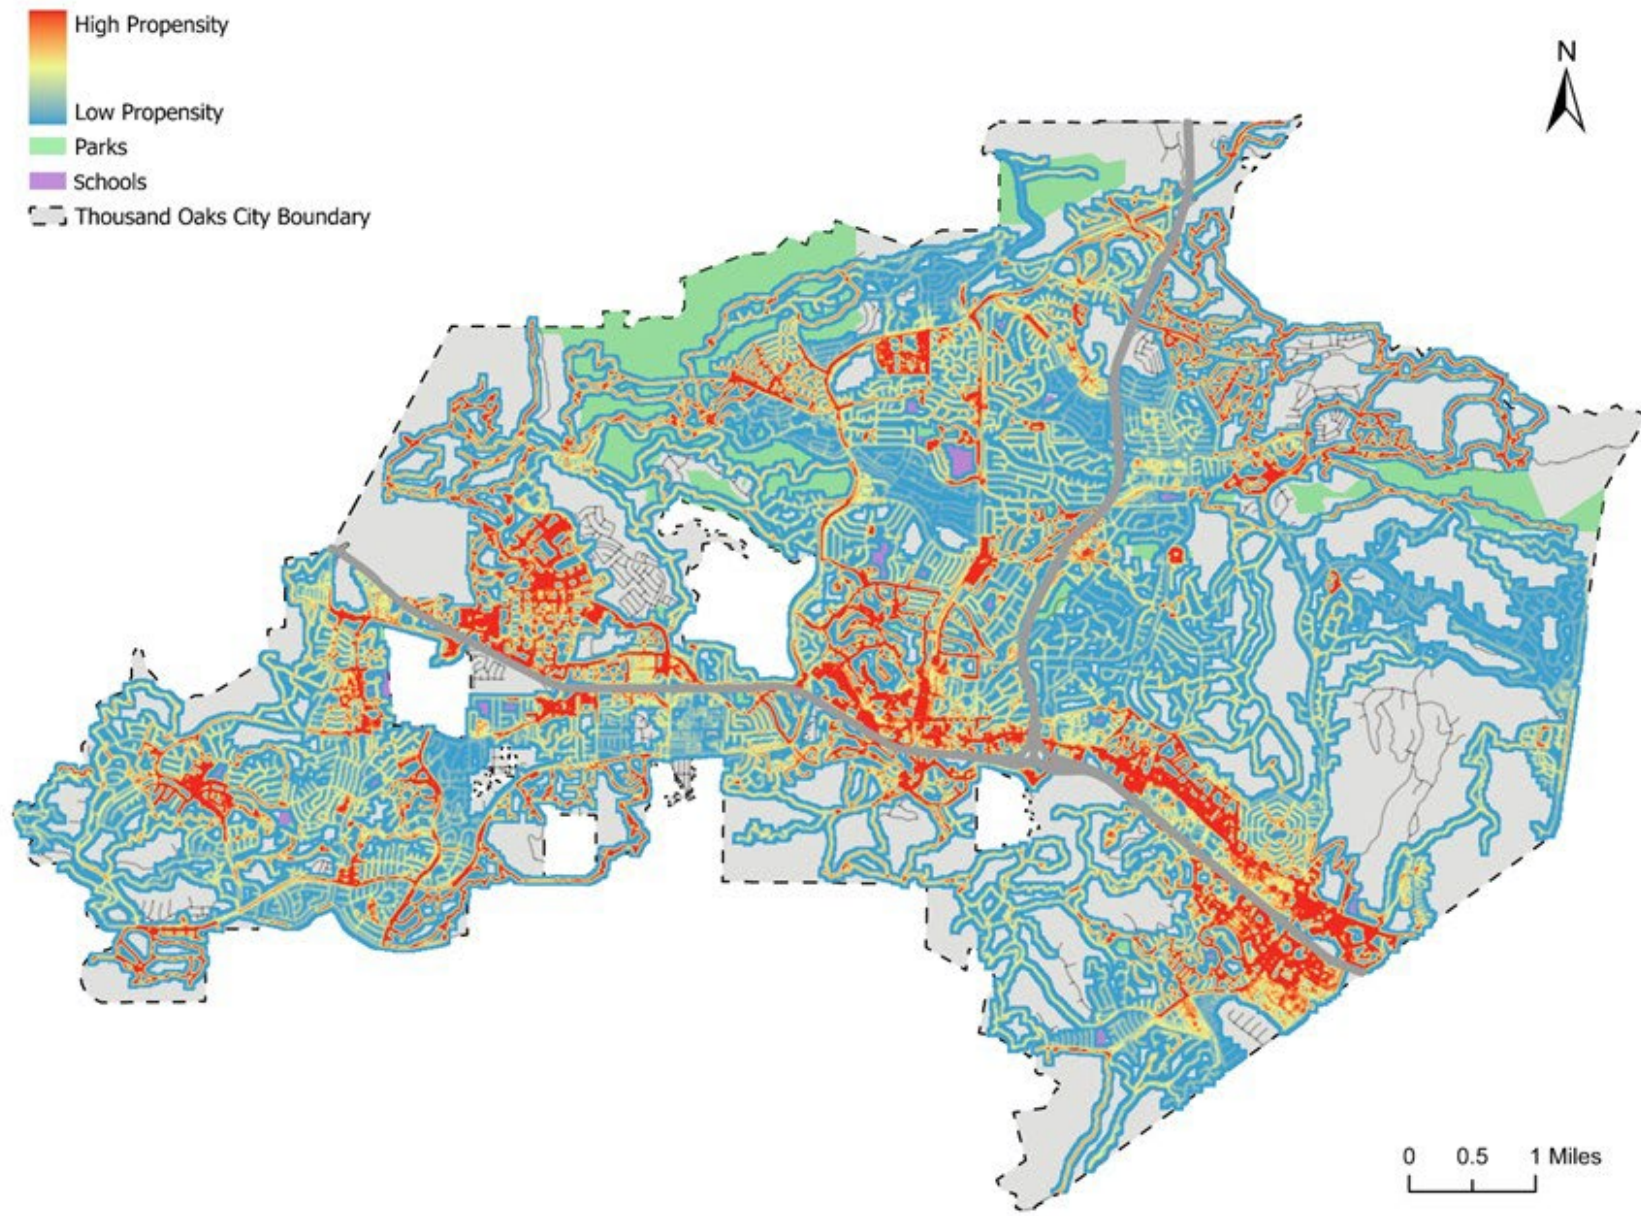 High Propensity
Low Propensity
Parks
Schools
Thousand Oaks City Boundary
N
0 0.5 1 Miles